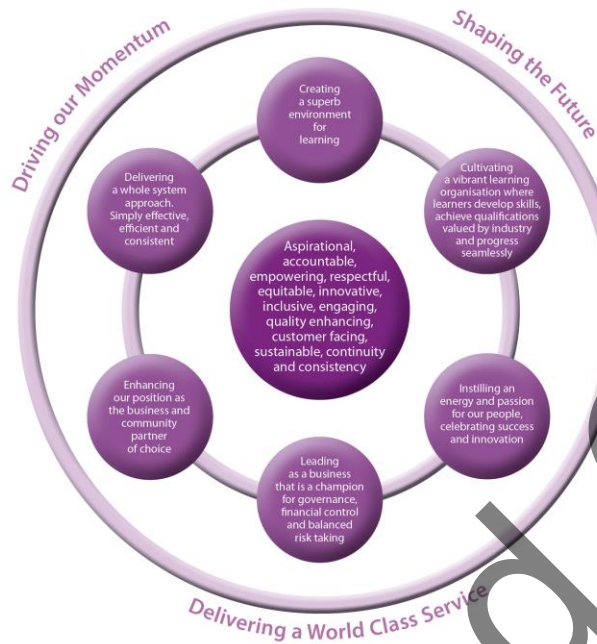 Driving our Momentum
Shaping the Future
Creating
a superb
environment
for
learning
Delivering
a whole system
approach.
Simply effective,
efficient and
consistent
Cultivating
a vibrant learning
organisation where
learners develop skills,
achieve qualifications
valued by industry
and progress
seamlessly
Aspirational,
accountable,
empowering, respectful,
equitable, innovative,
inclusive, engaging,
quality enhancing,
customer facing,
sustainable, continuity
and consistency
Enhancing
our position as
the business and
community
partner
of choice
Instilling an
energy and passion
for our people,
celebrating success
and innovation
Leading
as a business
that is a champion
for governance,
financial control
and balanced
risk taking
Delivering a World Class Service